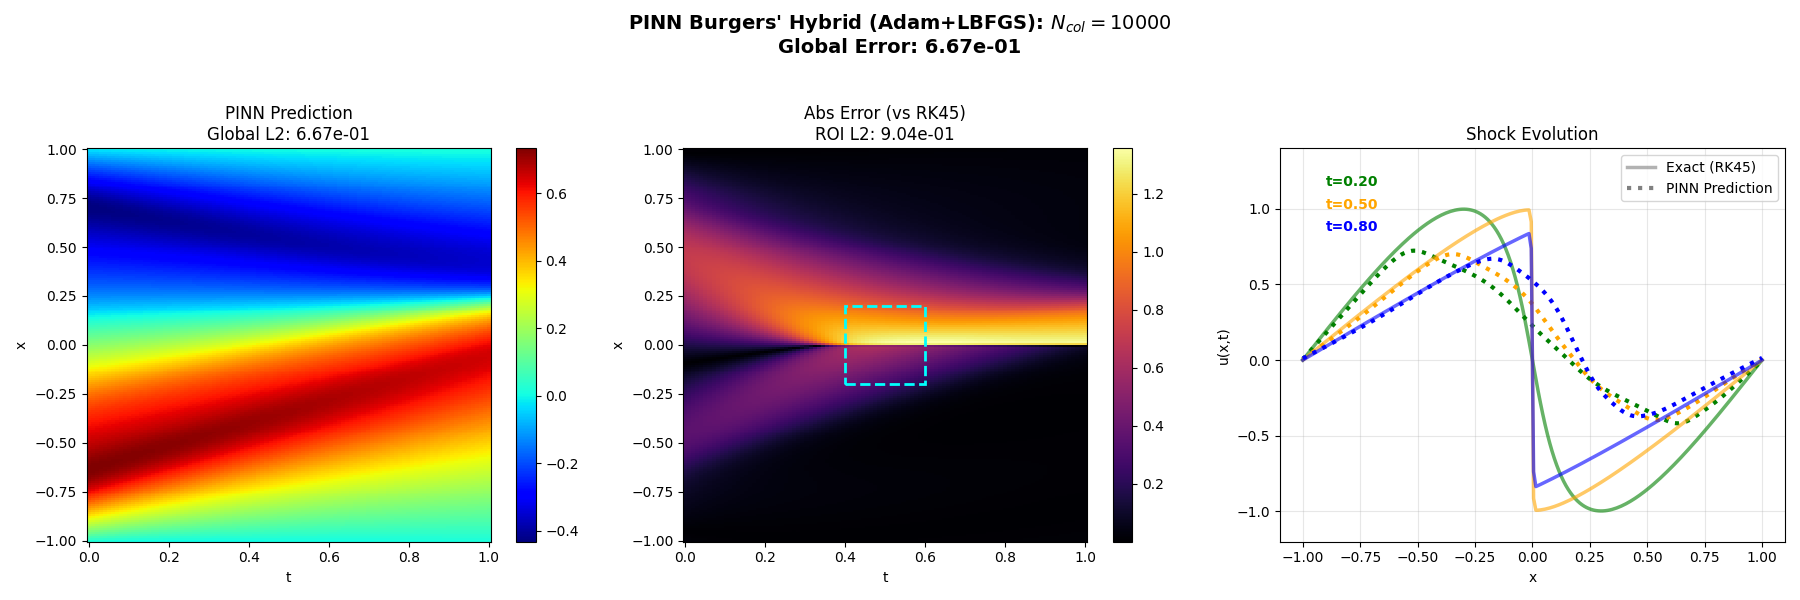 PINN Burgers' Hybrid (Adam+LBFGS): N_col = 10000
Global Error: 6.67e-01
PINN Prediction
Global L2: 6.67e-01
1.00
0.75
0.50
0.25
0.00
−0.25
−0.50
−0.75
−1.00
x
0.0 0.2 0.4 0.6 0.8 1.0
t
0.6
0.4
0.2
0.0
−0.2
−0.4
Abs Error (vs RK45)
ROI L2: 9.04e-01
1.00
0.75
0.50
0.25
0.00
−0.25
−0.50
−0.75
−1.00
x
0.0 0.2 0.4 0.6 0.8 1.0
t
1.2
1.0
0.8
0.6
0.4
0.2
Shock Evolution
t=0.20
t=0.50
t=0.80
Exact (RK45)
PINN Prediction
1.0
0.5
0.0
−0.5
−1.0
u(x,t)
−1.00 −0.75 −0.50 −0.25 0.00 0.25 0.50 0.75 1.00
x